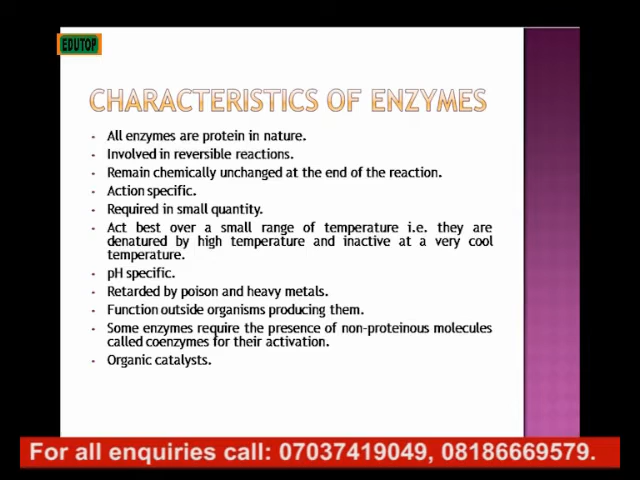 EDUTOP
CHARACTERISTICS OF ENZYMES
• All enzymes are protein in nature.
• Involved in reversible reactions.
• Remain chemically unchanged at the end of the reaction.
• Action specific.
• Required in small quantity.
• Act best over a small range of temperature i.e. they are
denatured by high temperature and inactive at a very cool
temperature.
• pH specific.
• Retarded by poison and heavy metals.
• Function outside organisms producing them.
• Some enzymes require the presence of non-proteinous molecules
called coenzymes for their activation.
• Organic catalysts.
For all enquiries call: 07037419049, 08186669579.